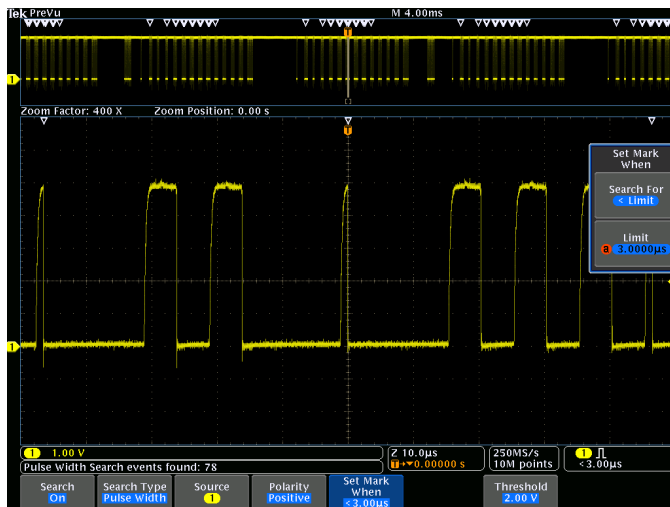 Tek PreVu M 4.00ms
T
1
Zoom Factor: 400 X Zoom Position: 0.00 s
T
Set Mark
When
Search For
< Limit
Limit
a 3.0000µs
1
1 1.00 V Z 10.0µs 250MS/s 1
T→▼0.00000 s 10M points <3.00µs
Pulse Width Search events found: 78
Search
On
Search Type
Pulse Width
Source
1
Polarity
Positive
Set Mark
When
<3.00µs
Threshold
2.00 V